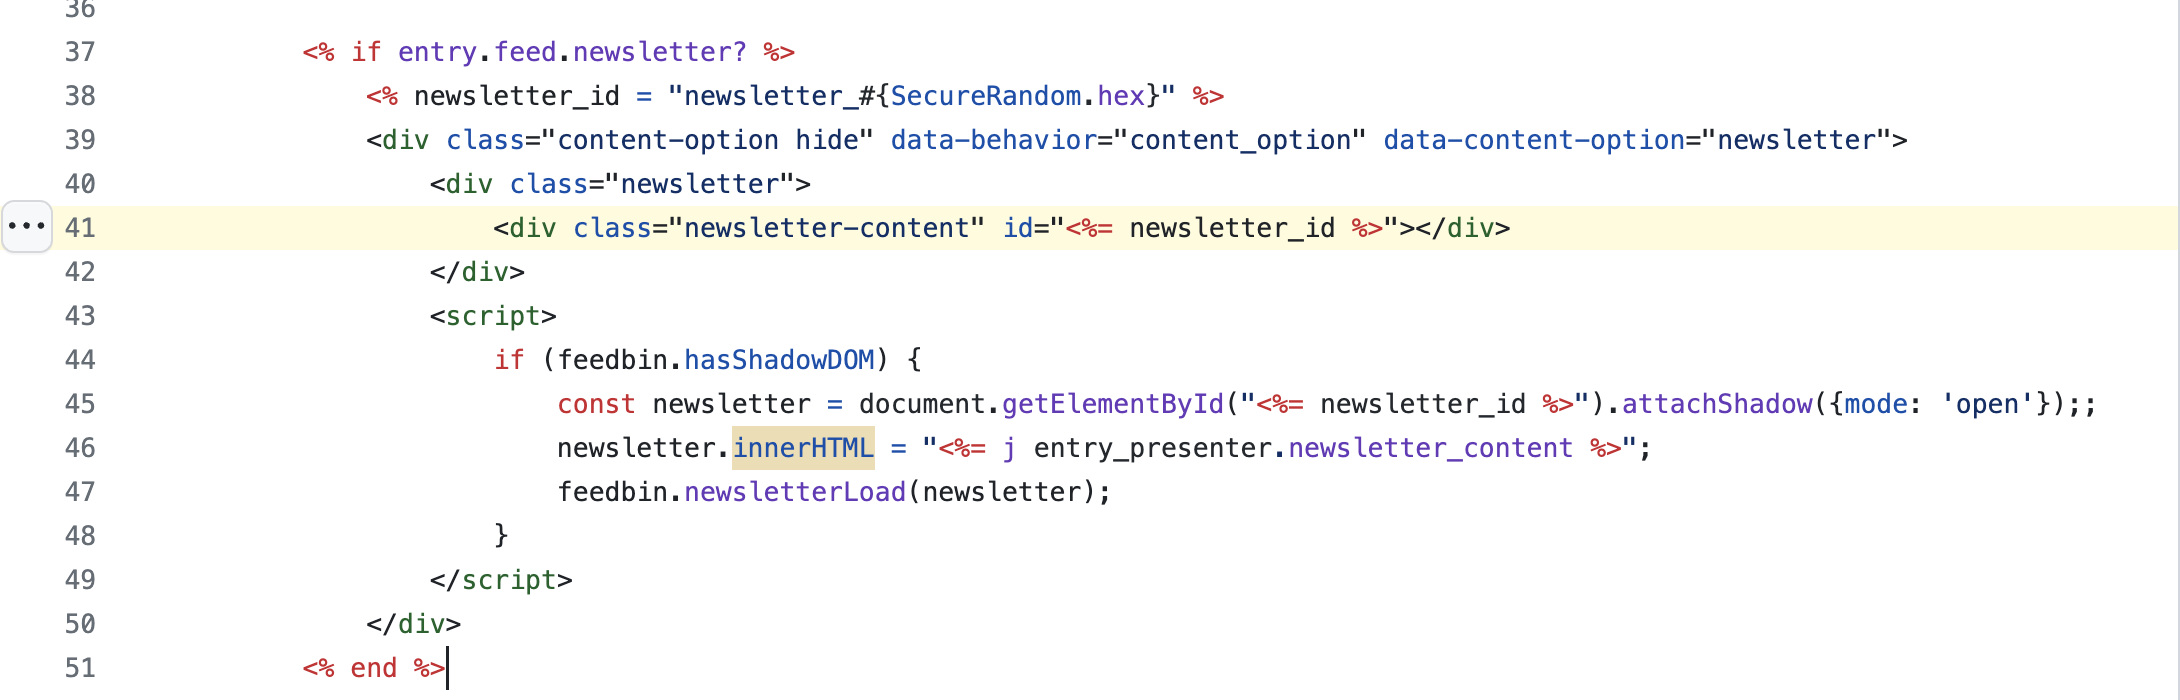 36
37 <% if entry.feed.newsletter? %>
38 <% newsletter_id = "newsletter_#{SecureRandom.hex}" %>
39 <div class="content-option hide" data-behavior="content_option" data-content-option="newsletter">
40 <div class="newsletter">
41 <div class="newsletter-content" id="<%= newsletter_id %>"></div>
42 </div>
43 <script>
44 if (feedbin.hasShadowDOM) {
45 const newsletter = document.getElementById("<%= newsletter_id %>").attachShadow({mode: 'open'});;
46 newsletter.innerHTML = "<%= j entry_presenter.newsletter_content %>";
47 feedbin.newsletterLoad(newsletter);
48 }
49 </script>
50 </div>
51 <% end %>